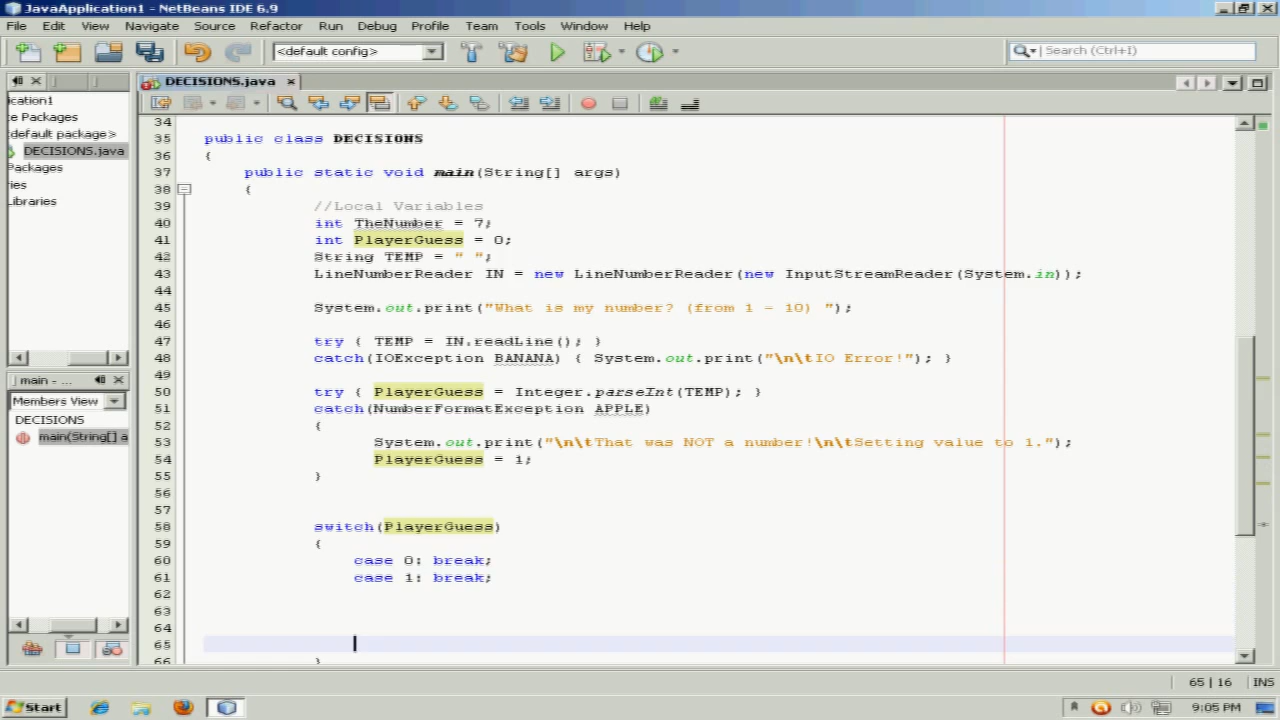 JavaApplication1 - NetBeans IDE 6.9
File Edit View Navigate Source Refactor Run Debug Profile Team Tools Window Help
<default config>
Search (Ctrl+I)
DECISIONS.java
ication1
e Packages
<default package>
DECISIONS.java
Packages
ries
Libraries
main - ...
Members View
DECISIONS
main(String[] a
34
35 public class DECISIONS
36 {
37 public static void main(String[] args)
38 {
39 //Local Variables
40 int TheNumber = 7;
41 int PlayerGuess = 0;
42 String TEMP = " ";
43 LineNumberReader IN = new LineNumberReader(new InputStreamReader(System.in));
44
45 System.out.print("What is my number? (from 1 - 10) ");
46
47 try { TEMP = IN.readLine(); }
48 catch(IOException BANANA) { System.out.print("\n\tIO Error!"); }
49
50 try { PlayerGuess = Integer.parseInt(TEMP); }
51 catch(NumberFormatException APPLE)
52 {
53 System.out.print("\n\tThat was NOT a number!\n\tSetting value to 1.");
54 PlayerGuess = 1;
55 }
56
57
58 switch(PlayerGuess)
59 {
60 case 0: break;
61 case 1: break;
62
63
64
65
66 }
65 | 16 INS
Start
9:05 PM